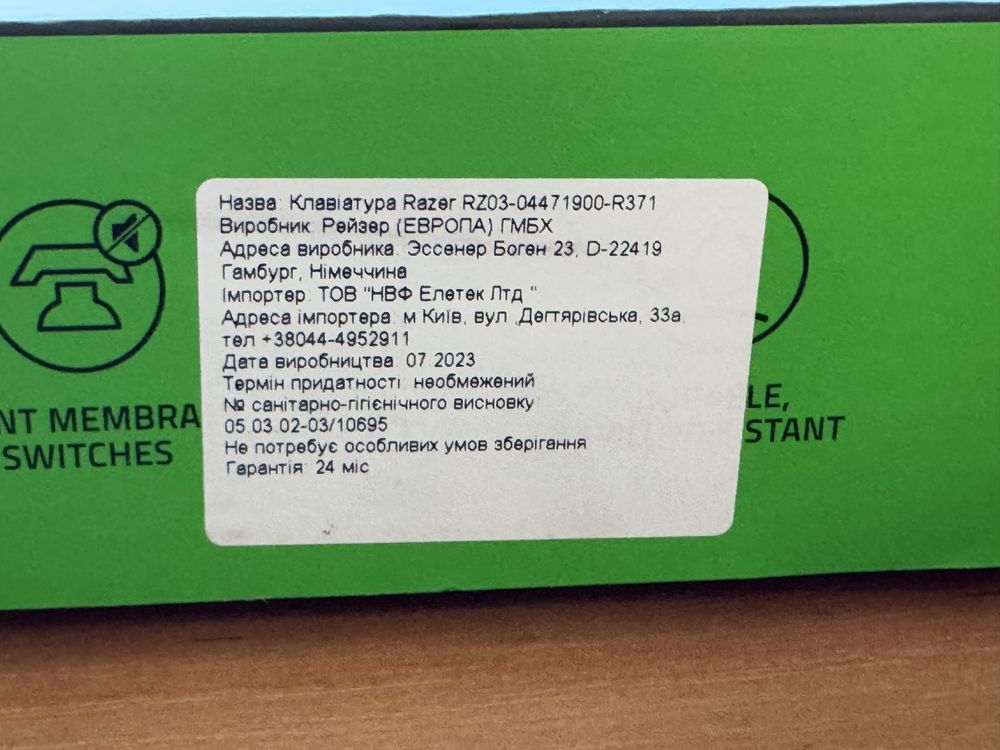 Назва: Клавіатура Razer RZ03-04471900-R371
Виробник: Рейзер (ЕВРОПА) ГМБХ
Адреса виробника: Эссенер Боген 23, D-22419
Гамбург, Німеччина
Імпортер: ТОВ "НВФ Елетек Лтд "
Адреса імпортера: м Київ, вул .Дегтярівська, 33а,
тел +38044-4952911
Дата виробництва: 07.2023
Термін придатності: необмежений
№ санітарно-гігієнічного висновку
05.03.02-03/10695
Не потребує особливих умов зберігання
Гарантія: 24 міс
NT MEMBRA
SWITCHES
LE,
STANT